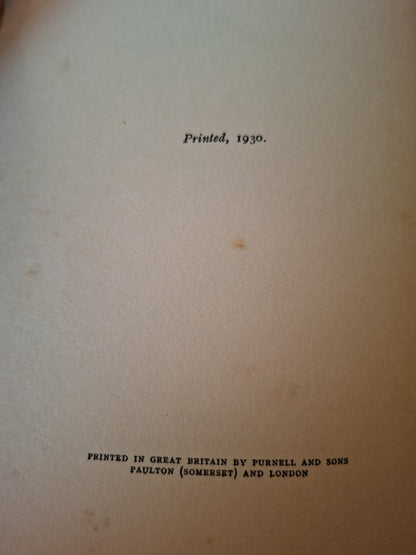 Printed, 1930.
PRINTED IN GREAT BRITAIN BY PURNELL AND SONS
PAULTON (SOMERSET) AND LONDON